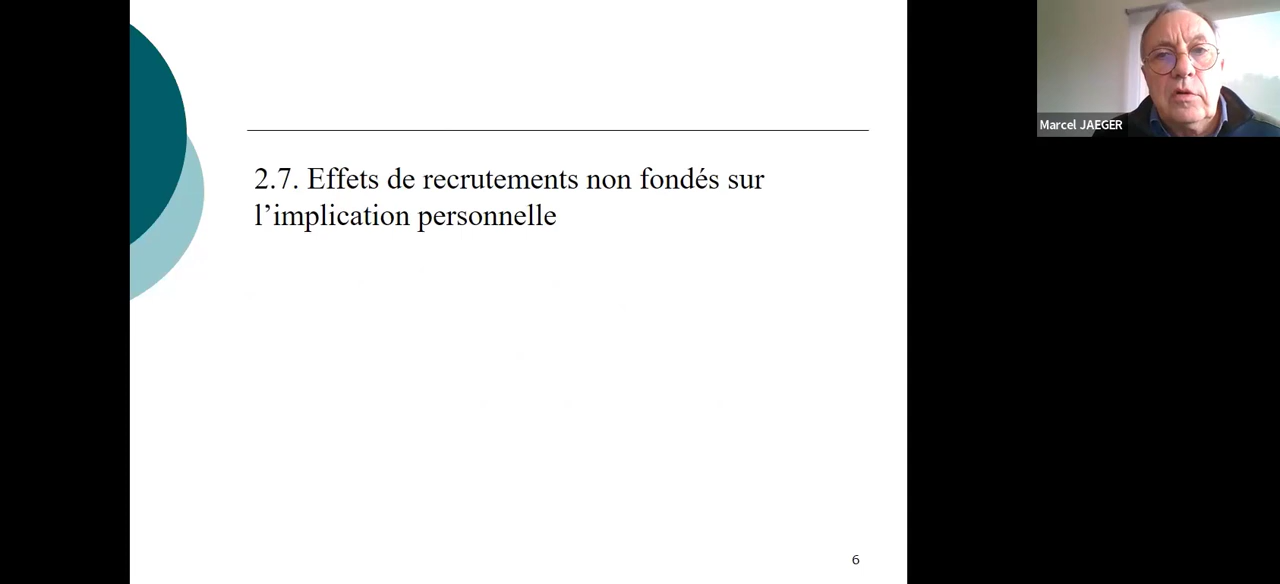 2.7. Effets de recrutements non fondés sur
l’implication personnelle
6
Marcel JAEGER